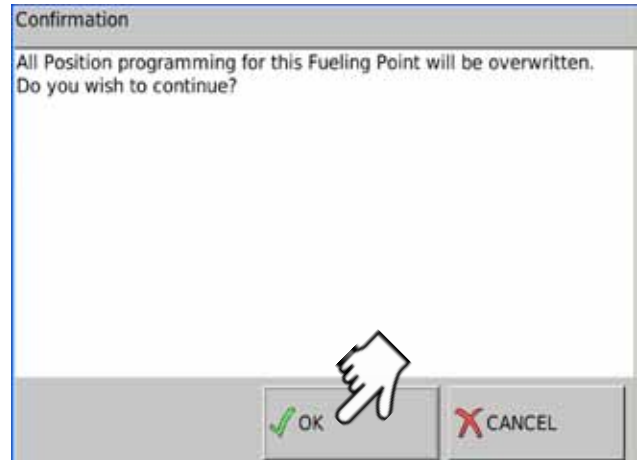 Confirmation
All Position programming for this Fueling Point will be overwritten.
Do you wish to continue?
OK
CANCEL